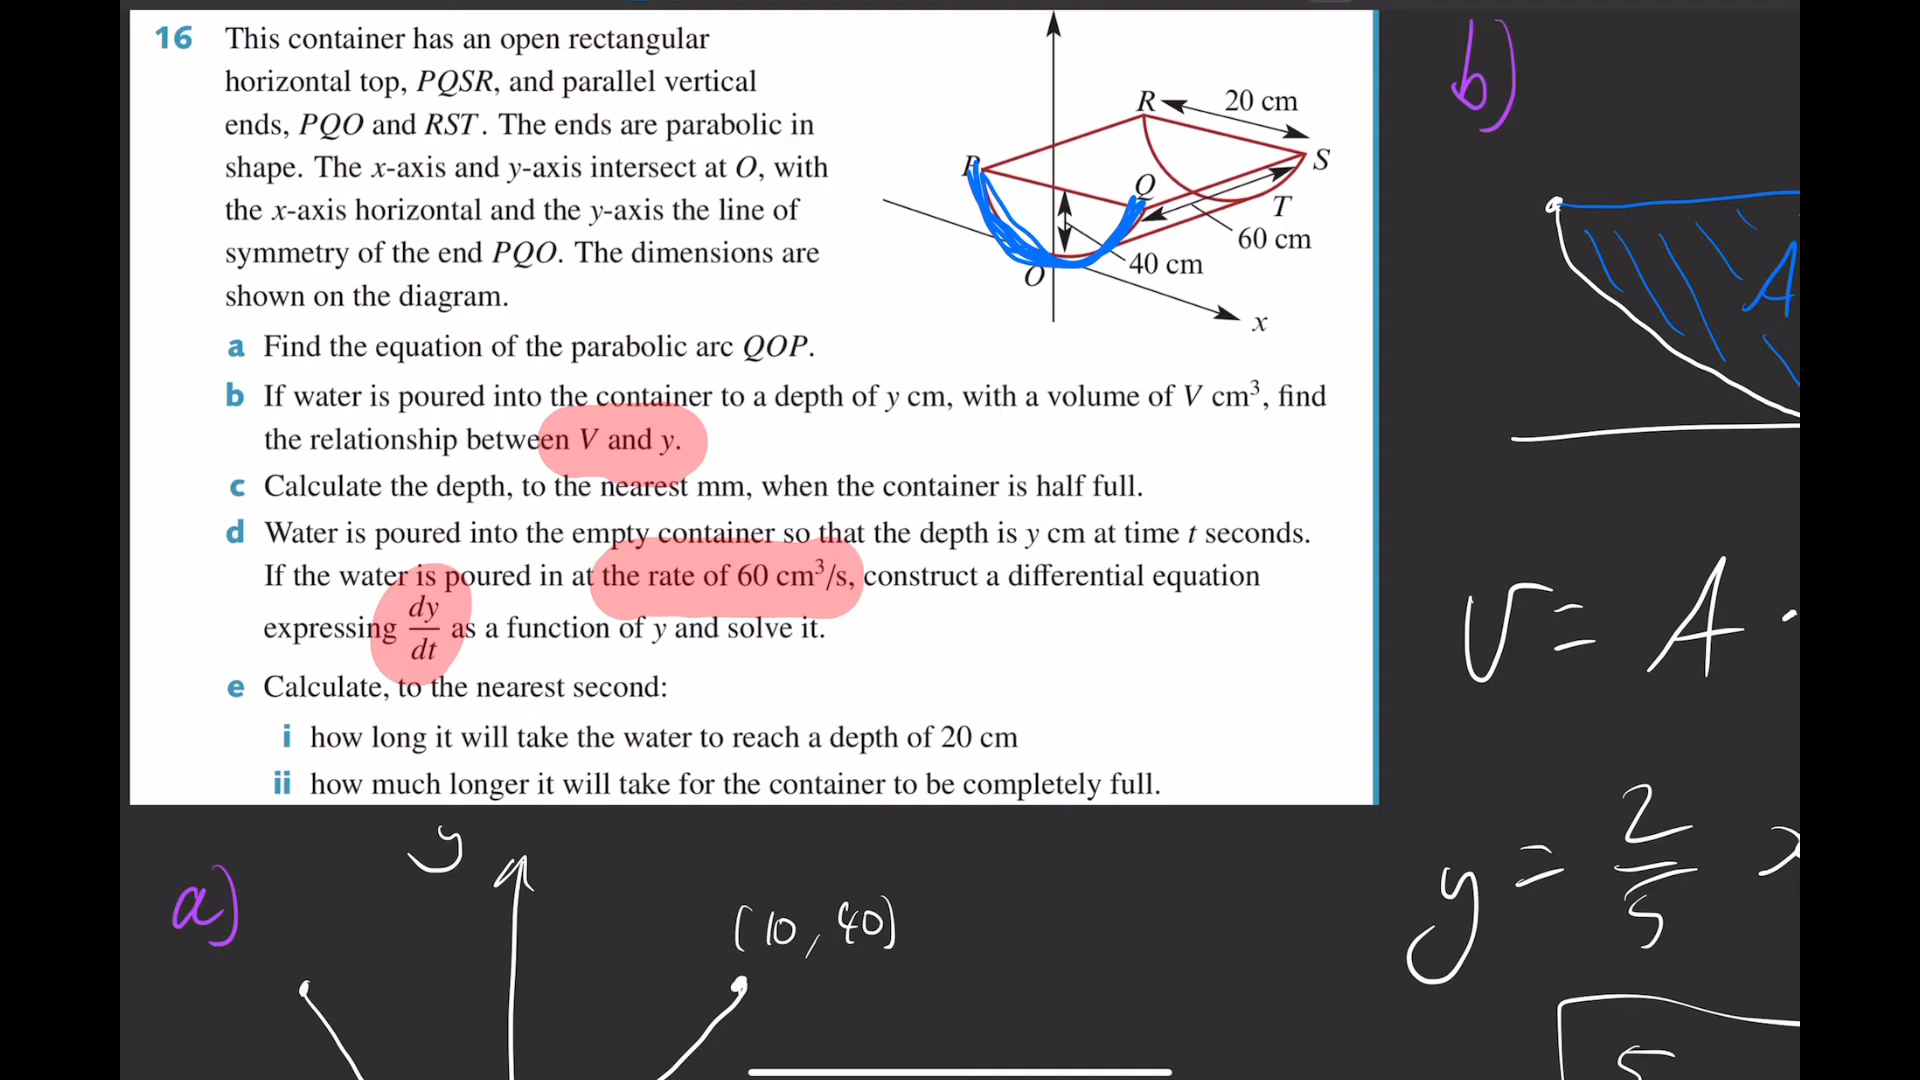 16 This container has an open rectangular
horizontal top, PQSR, and parallel vertical
ends, PQO and RST. The ends are parabolic in
shape. The x-axis and y-axis intersect at O, with
the x-axis horizontal and the y-axis the line of
symmetry of the end PQO. The dimensions are
shown on the diagram.
R
20 cm
P
S
Q
T
60 cm
40 cm
O
x
a Find the equation of the parabolic arc QOP.
b If water is poured into the container to a depth of y cm, with a volume of V cm³, find
the relationship between V and y.
c Calculate the depth, to the nearest mm, when the container is half full.
d Water is poured into the empty container so that the depth is y cm at time t seconds.
If the water is poured in at the rate of 60 cm³/s, construct a differential equation
expressing dy/dt as a function of y and solve it.
e Calculate, to the nearest second:
i how long it will take the water to reach a depth of 20 cm
ii how much longer it will take for the container to be completely full.
a)
y
(10, 40)
b)
A
V = A ·
y = 2/5
5